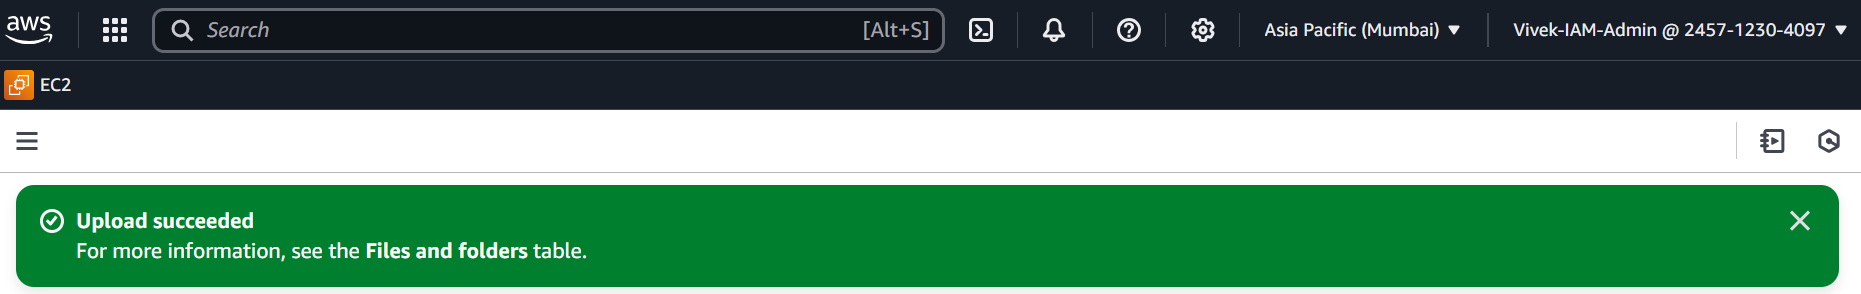 aws
Search [Alt+S]
Asia Pacific (Mumbai)
Vivek-IAM-Admin @ 2457-1230-4097
EC2
Upload succeeded
For more information, see the Files and folders table.